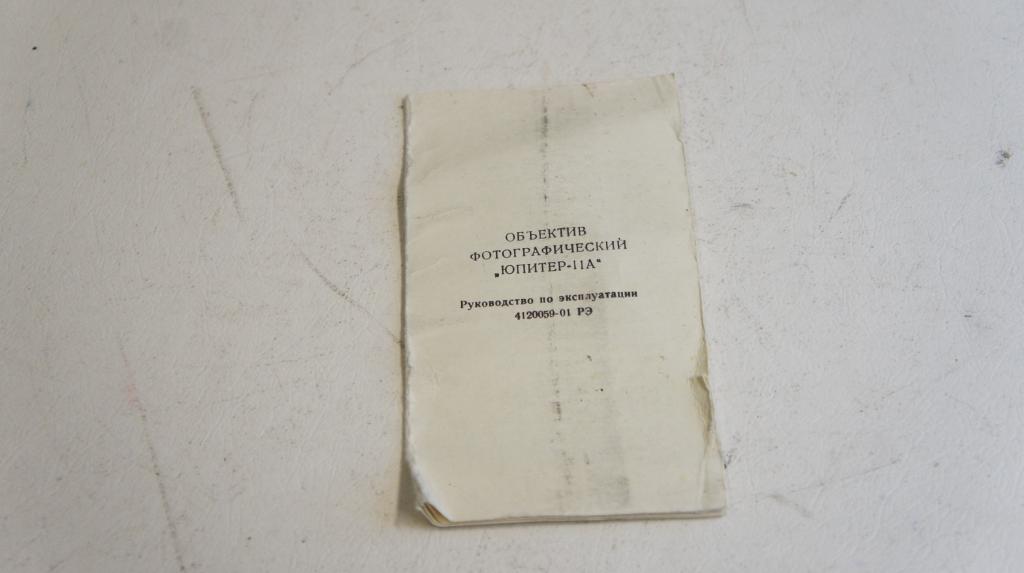 ОБЪЕКТИВ
ФОТОГРАФИЧЕСКИЙ
„ЮПИТЕР-11А“
Руководство по эксплуатации
4120059-01 РЭ